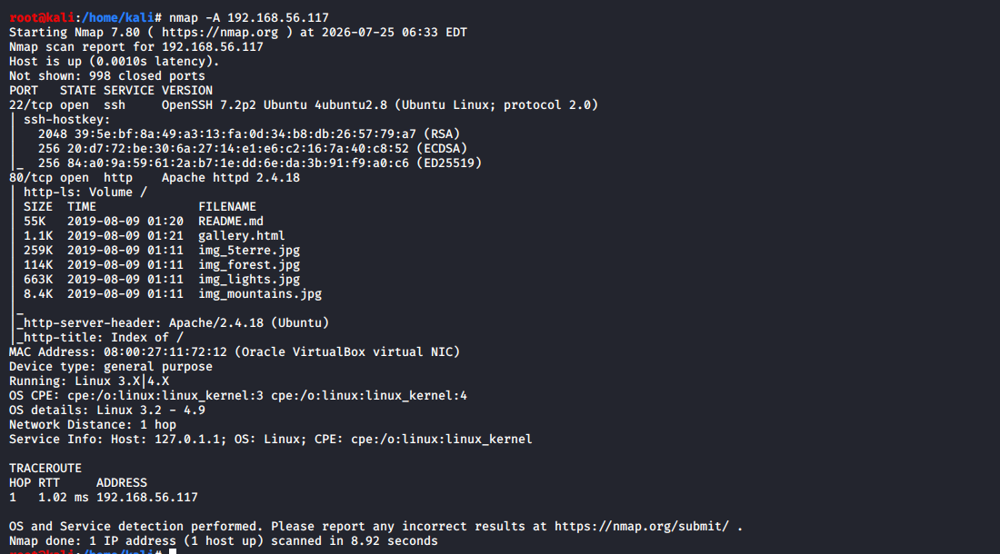 root@kali:/home/kali# nmap -A 192.168.56.117
Starting Nmap 7.80 ( https://nmap.org ) at 2026-07-25 06:33 EDT
Nmap scan report for 192.168.56.117
Host is up (0.0010s latency).
Not shown: 998 closed ports
PORT   STATE SERVICE VERSION
22/tcp open  ssh     OpenSSH 7.2p2 Ubuntu 4ubuntu2.8 (Ubuntu Linux; protocol 2.0)
| ssh-hostkey:
|   2048 39:5e:bf:8a:49:a3:13:fa:0d:34:b8:db:26:57:79:a7 (RSA)
|   256 20:d7:72:be:30:6a:27:14:e1:e6:c2:16:7a:40:c8:52 (ECDSA)
|_  256 84:a0:9a:59:61:2a:b7:1e:dd:6e:da:3b:91:f9:a0:c6 (ED25519)
80/tcp open  http    Apache httpd 2.4.18
| http-ls: Volume /
| SIZE  TIME              FILENAME
| 55K   2019-08-09 01:20  README.md
| 1.1K  2019-08-09 01:21  gallery.html
| 259K  2019-08-09 01:11  img_5terre.jpg
| 114K  2019-08-09 01:11  img_forest.jpg
| 663K  2019-08-09 01:11  img_lights.jpg
| 8.4K  2019-08-09 01:11  img_mountains.jpg
|_
|_http-server-header: Apache/2.4.18 (Ubuntu)
|_http-title: Index of /
MAC Address: 08:00:27:11:72:12 (Oracle VirtualBox virtual NIC)
Device type: general purpose
Running: Linux 3.X|4.X
OS CPE: cpe:/o:linux:linux_kernel:3 cpe:/o:linux:linux_kernel:4
OS details: Linux 3.2 - 4.9
Network Distance: 1 hop
Service Info: Host: 127.0.1.1; OS: Linux; CPE: cpe:/o:linux:linux_kernel
TRACEROUTE
HOP RTT     ADDRESS
1   1.02 ms 192.168.56.117
OS and Service detection performed. Please report any incorrect results at https://nmap.org/submit/ .
Nmap done: 1 IP address (1 host up) scanned in 8.92 seconds
root@kali:/home/kali#